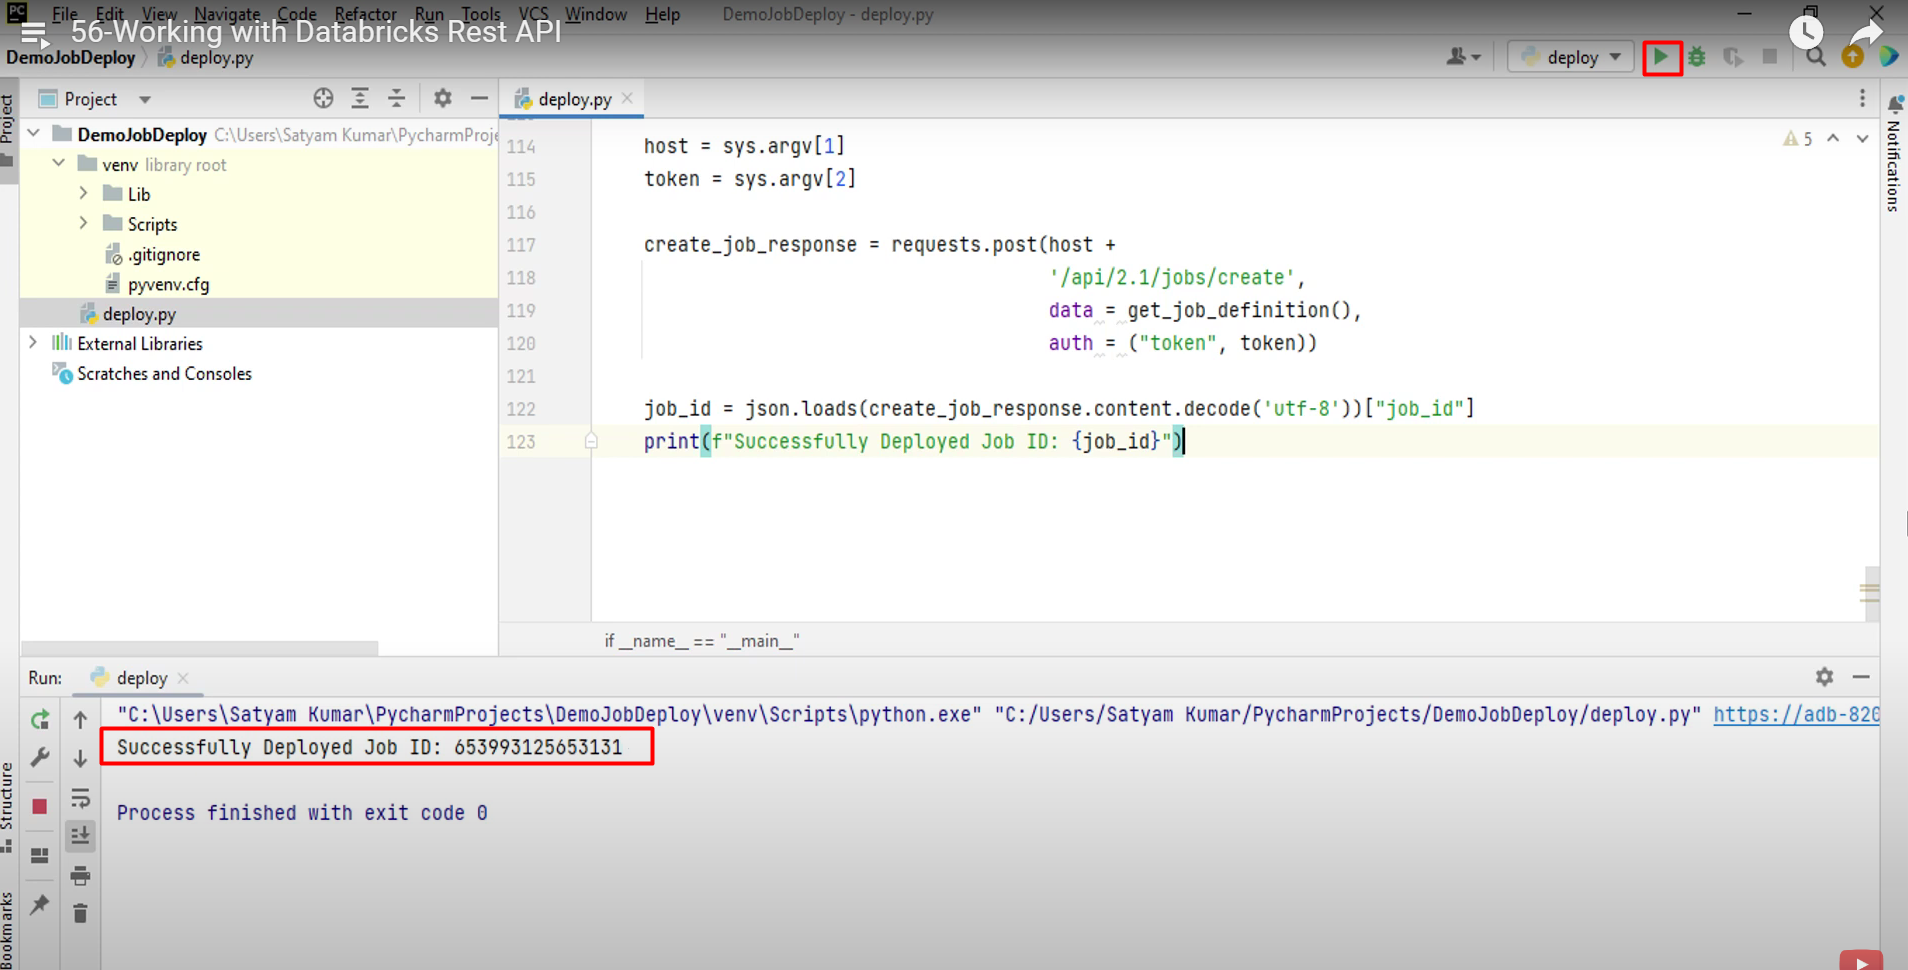 PC File Edit View Navigate Code Refactor Run Tools VCS Window Help DemoJobDeploy - deploy.py
56-Working with Databricks Rest API
DemoJobDeploy deploy.py
deploy
Project
deploy.py
Project
DemoJobDeploy C:\Users\Satyam Kumar\PycharmProje
venv library root
Lib
Scripts
.gitignore
pyvenv.cfg
deploy.py
External Libraries
Scratches and Consoles
5
Notifications
114 host = sys.argv[1]
115 token = sys.argv[2]
116
117 create_job_response = requests.post(host +
118 '/api/2.1/jobs/create',
119 data = get_job_definition(),
120 auth = ("token", token))
121
122 job_id = json.loads(create_job_response.content.decode('utf-8'))["job_id"]
123 print(f"Successfully Deployed Job ID: {job_id}")
if __name__ == "__main__"
Run: deploy
"C:\Users\Satyam Kumar\PycharmProjects\DemoJobDeploy\venv\Scripts\python.exe" "C:/Users/Satyam Kumar/PycharmProjects/DemoJobDeploy/deploy.py" https://adb-820
Successfully Deployed Job ID: 653993125653131
Process finished with exit code 0
Structure
Bookmarks